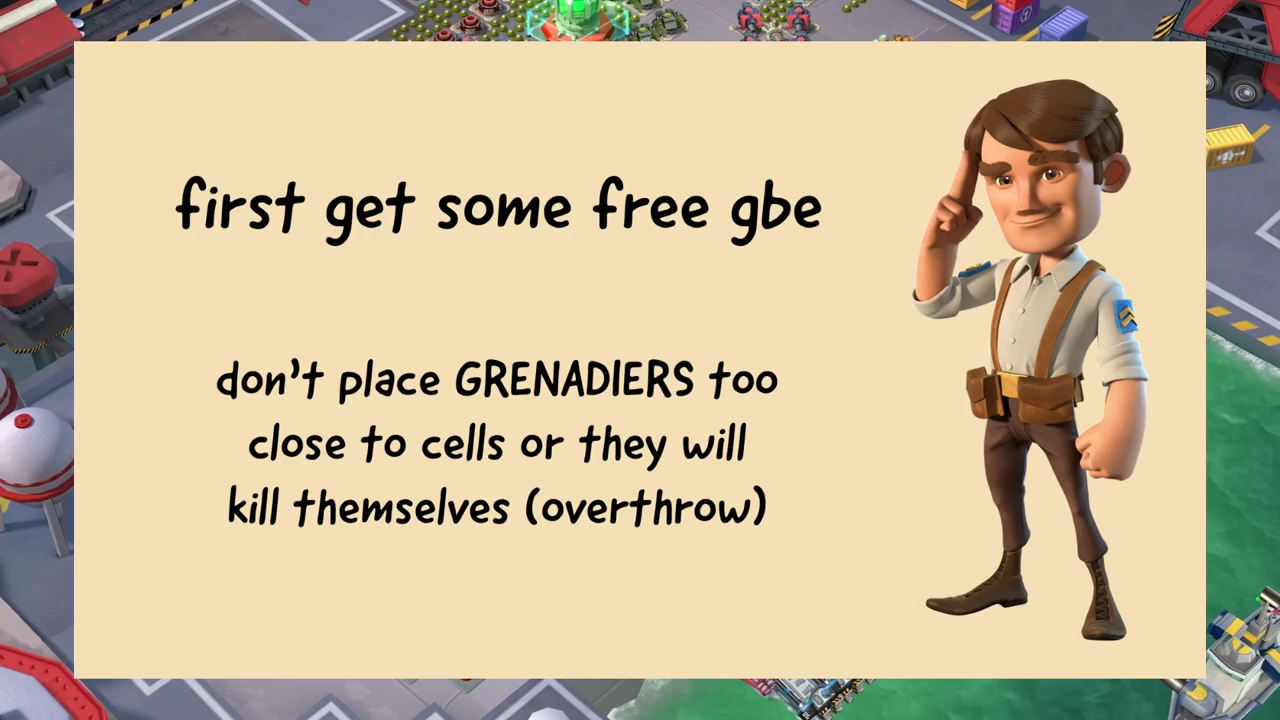 first get some free gbe
don't place GRENADIERS too
close to cells or they will
kill themselves (overthrow)